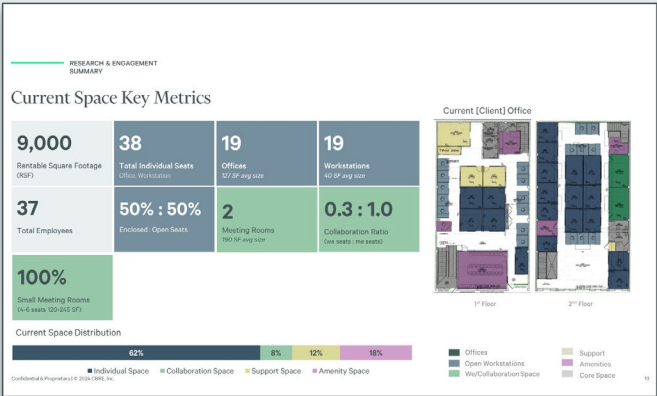 RESEARCH & ENGAGEMENT
SUMMARY
Current Space Key Metrics
9,000
Rentable Square Footage
(RSF)
38
Total Individual Seats
Office, Workstation
19
Offices
127 SF avg size
19
Workstations
40 SF avg size
37
Total Employees
50% : 50%
Enclosed : Open Seats
2
Meeting Rooms
190 SF avg size
0.3 : 1.0
Collaboration Ratio
(we seats : me seats)
100%
Small Meeting Rooms
(4-6 seats 120-245 SF)
Current Space Distribution
62%
8%
12%
18%
Individual Space
Collaboration Space
Support Space
Amenity Space
Current [Client] Office
1st Floor
2nd Floor
Offices
Open Workstations
We/Collaboration Space
Support
Amenities
Core Space
Confidential & Proprietary | © 2024 CBRE, Inc.